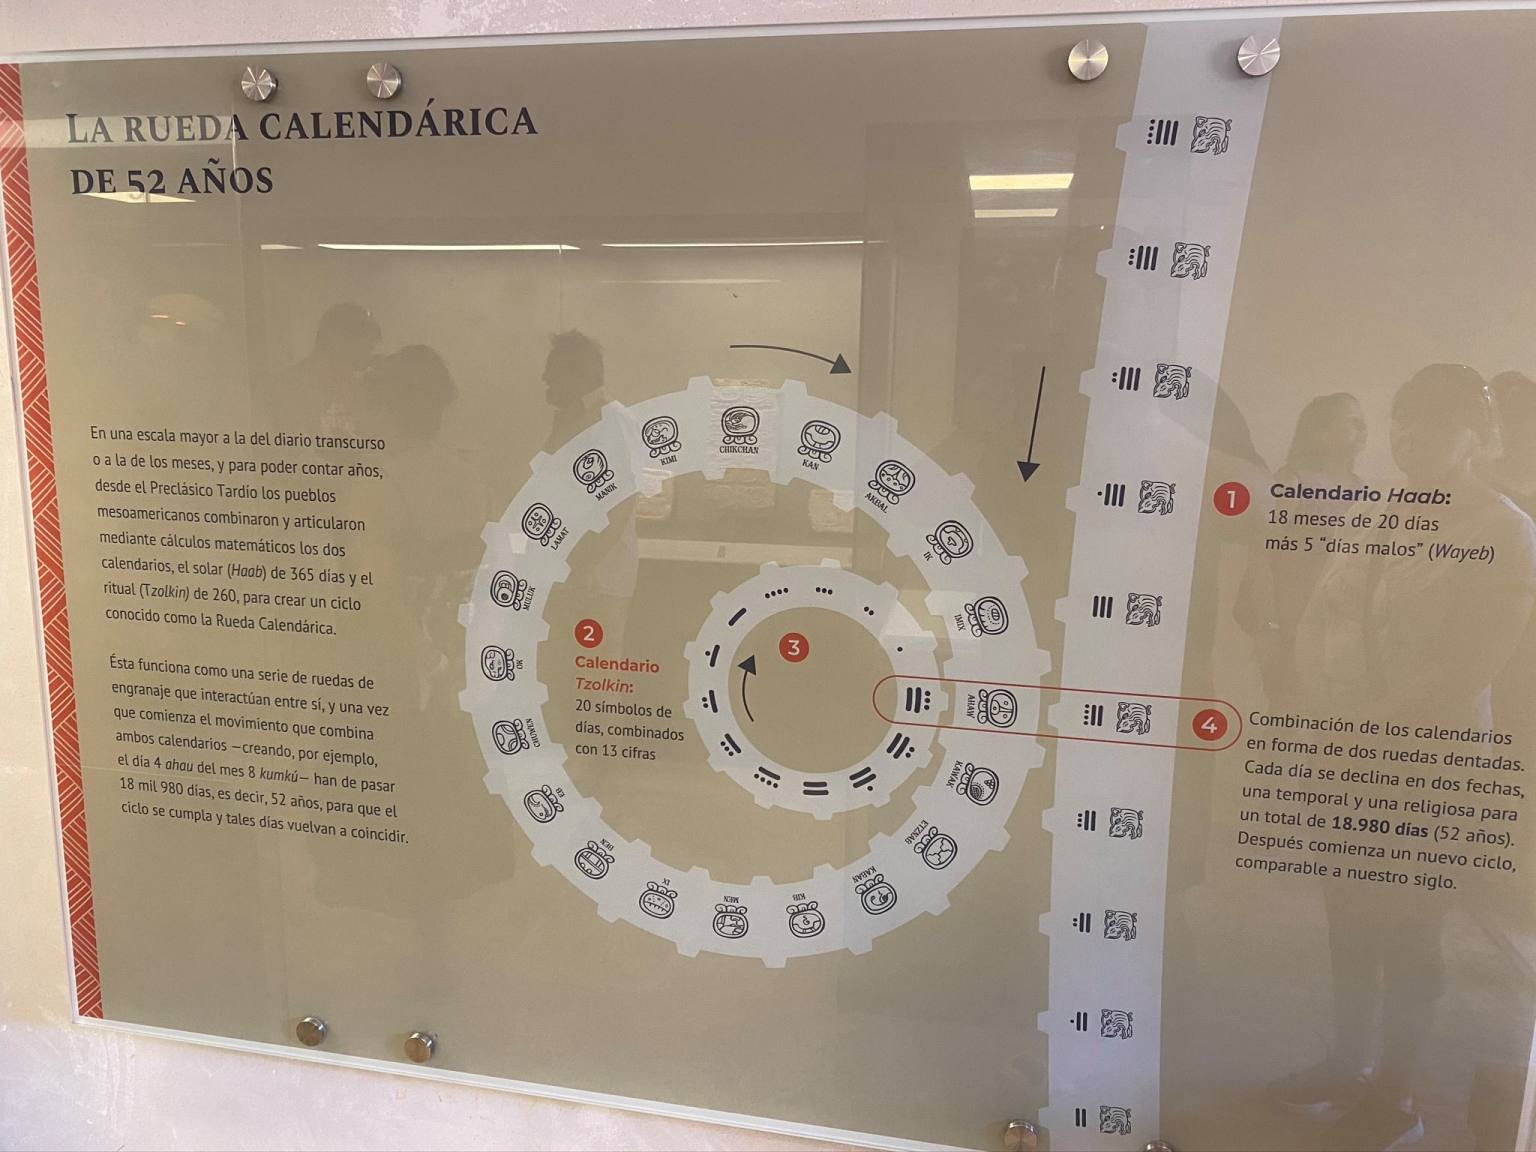 LA RUEDA CALENDÁRICA
DE 52 AÑOS
En una escala mayor a la del diario transcurso
o a la de los meses, y para poder contar años,
desde el Preclásico Tardío los pueblos
mesoamericanos combinaron y articularon
mediante cálculos matemáticos los dos
calendarios, el solar (Haab) de 365 días y el
ritual (Tzolkin) de 260, para crear un ciclo
conocido como la Rueda Calendárica.
Ésta funciona como una serie de ruedas de
engranaje que interactúan entre sí, y una vez
que comienza el movimiento que combina
ambos calendarios —creando, por ejemplo,
el día 4 ahau del mes 8 kumkú— han de pasar
18 mil 980 días, es decir, 52 años, para que el
ciclo se cumpla y tales días vuelvan a coincidir.
CHIKCHAN
KAN
AKBAL
IK
IMIX
AHAW
KAWAK
ETZNAB
KABAN
KIB
MEN
IX
BEN
EB
CHUWEN
OK
MULUK
LAMAT
MANIK
KIMI
2
Calendario
Tzolkin:
20 símbolos de
días, combinados
con 13 cifras
3
1
Calendario Haab:
18 meses de 20 días
más 5 “días malos” (Wayeb)
4
Combinación de los calendarios
en forma de dos ruedas dentadas.
Cada día se declina en dos fechas,
una temporal y una religiosa para
un total de 18.980 días (52 años).
Después comienza un nuevo ciclo,
comparable a nuestro siglo.